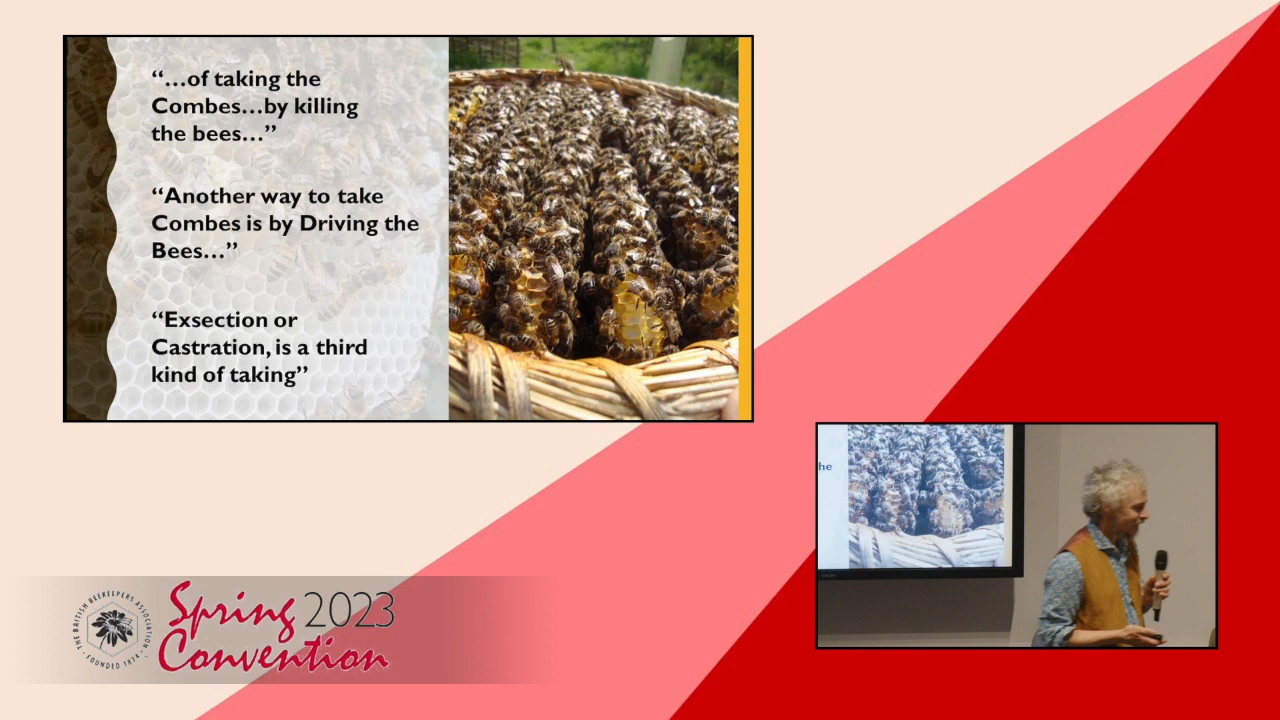 “…of taking the
Combes…by killing
the bees…”
“Another way to take
Combes is by Driving the
Bees…”
“Exsection or
Castration, is a third
kind of taking”
he
THE BRITISH BEEKEEPERS ASSOCIATION
· FOUNDED 1874 ·
Spring 2023
Convention